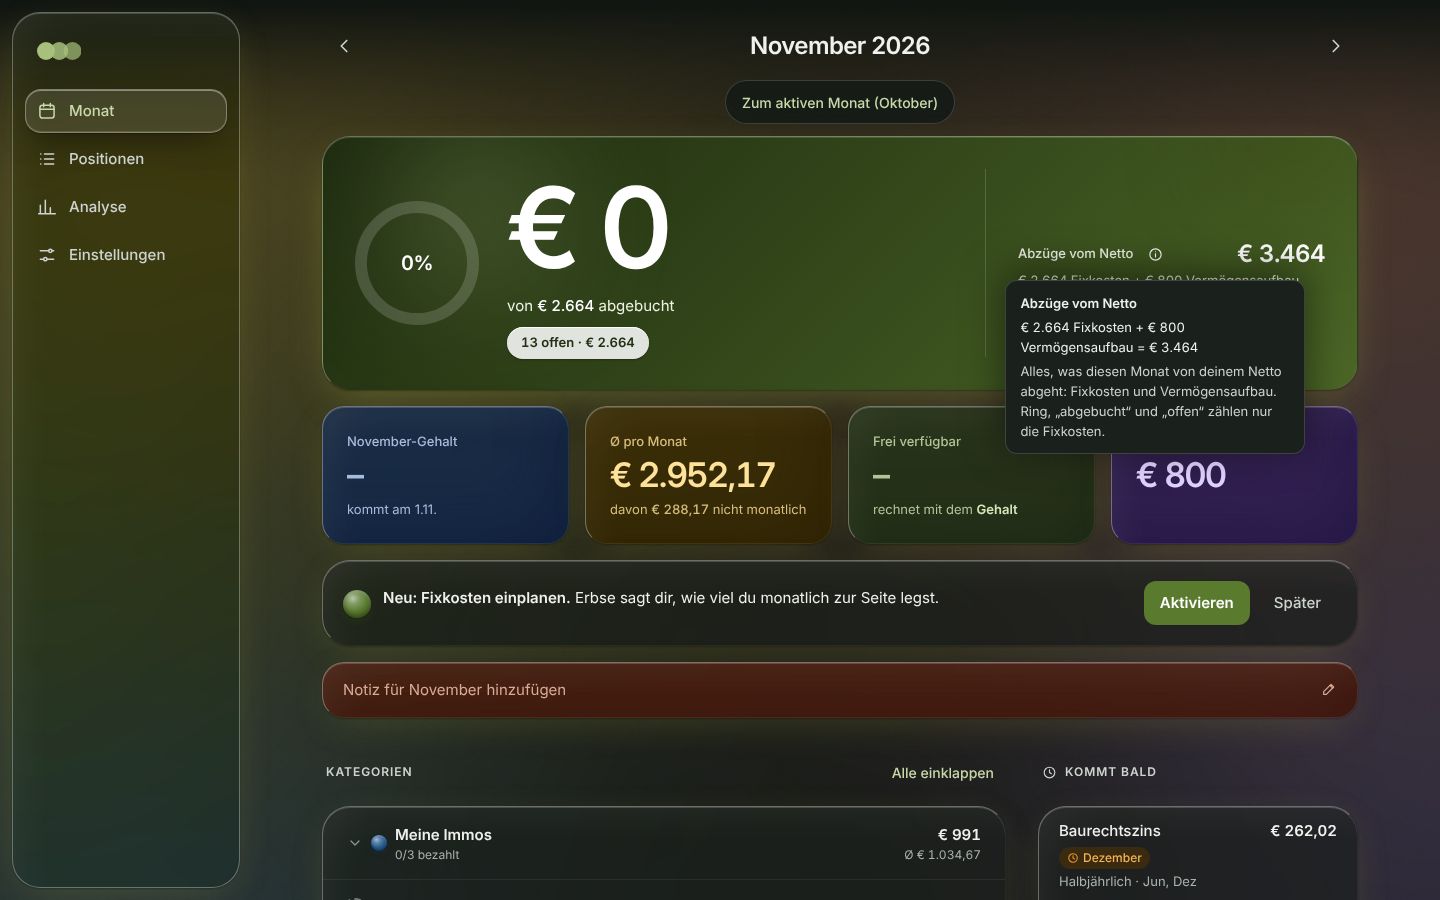 November 2026
Zum aktiven Monat (Oktober)
Monat
Positionen
Analyse
Einstellungen
0%
€ 0
von € 2.664 abgebucht
13 offen · € 2.664
Abzüge vom Netto
€ 3.464
€ 2.664 Fixkosten + € 800 Vermögensaufbau
Abzüge vom Netto
€ 2.664 Fixkosten + € 800
Vermögensaufbau = € 3.464
Alles, was diesen Monat von deinem Netto
abgeht: Fixkosten und Vermögensaufbau.
Ring, „abgebucht“ und „offen“ zählen nur
die Fixkosten.
November-Gehalt
–
kommt am 1.11.
Ø pro Monat
€ 2.952,17
davon € 288,17 nicht monatlich
Frei verfügbar
–
rechnet mit dem Gehalt
€ 800
Neu: Fixkosten einplanen. Erbse sagt dir, wie viel du monatlich zur Seite legst.
Aktivieren
Später
Notiz für November hinzufügen
KATEGORIEN
Alle einklappen
KOMMT BALD
Meine Immos
€ 991
0/3 bezahlt
Ø € 1.034,67
Baurechtszins
€ 262,02
Dezember
Halbjährlich · Jun, Dez